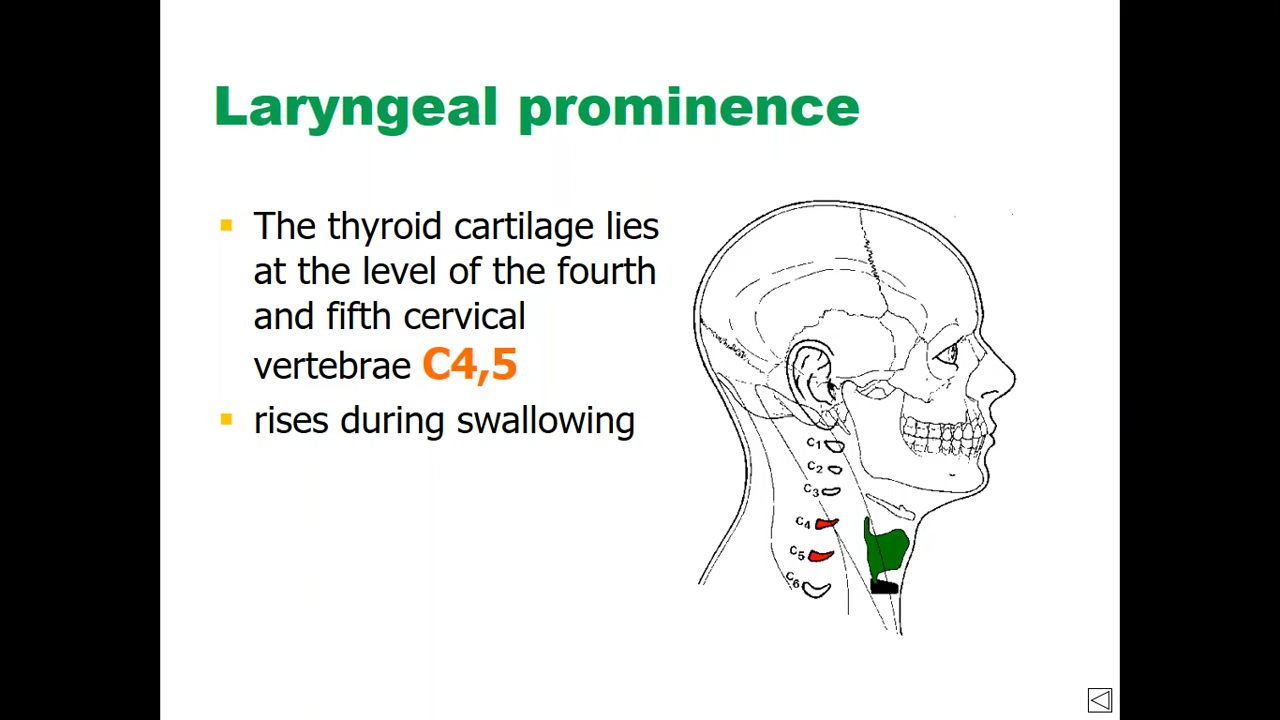 Laryngeal prominence
The thyroid cartilage lies
at the level of the fourth
and fifth cervical
vertebrae C4,5
rises during swallowing
C1
C2
C3
C4
C5
C6